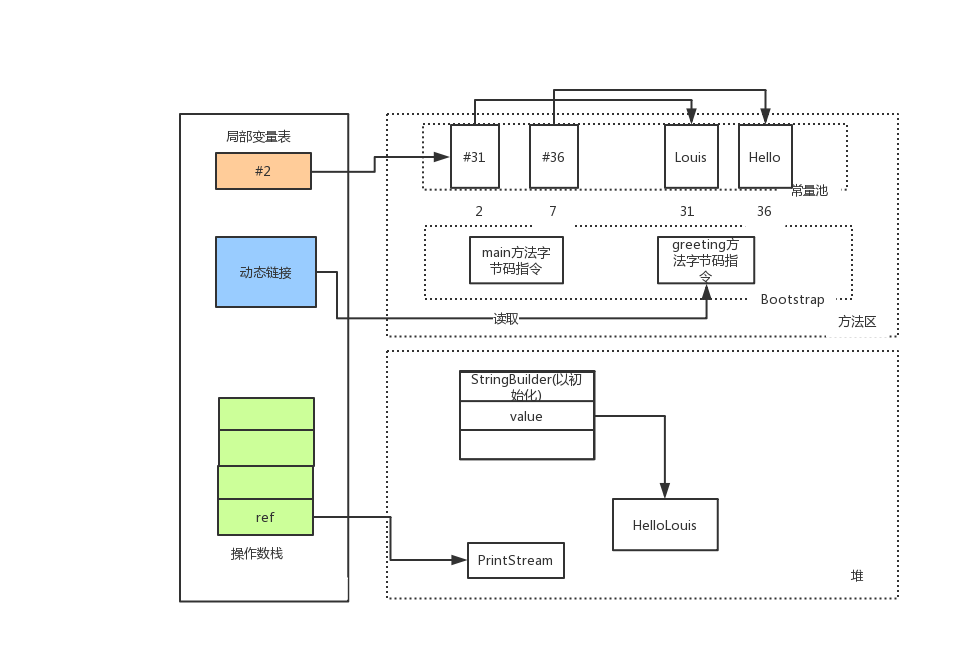 局部变量表
#2
动态链接
ref
操作数栈
#31
#36
Louis
Hello
常量池
2
7
31
36
main方法字
节码指令
greeting方
法字节码指
令
Bootstrap
方法区
读取
StringBuilder(以初
始化)
value
HelloLouis
PrintStream
堆